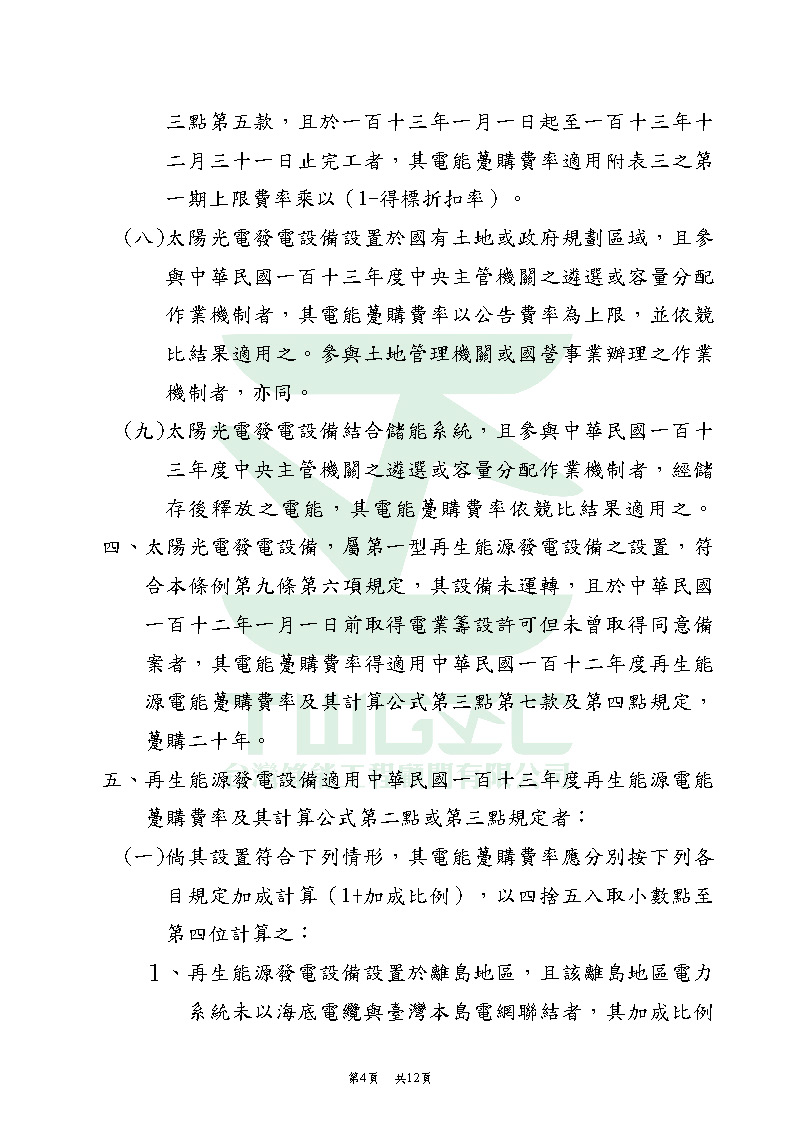 三點第五款，且於一百十三年一月一日起至一百十三年十
二月三十一日止完工者，其電能躉購費率適用附表三之第
一期上限費率乘以（1-得標折扣率）。
(八)太陽光電發電設備設置於國有土地或政府規劃區域，且參
與中華民國一百十三年度中央主管機關之遴選或容量分配
作業機制者，其電能躉購費率以公告費率為上限，並依競
比結果適用之。參與土地管理機關或國營事業辦理之作業
機制者，亦同。
(九)太陽光電發電設備結合儲能系統，且參與中華民國一百十
三年度中央主管機關之遴選或容量分配作業機制者，經儲
存後釋放之電能，其電能躉購費率依競比結果適用之。
四、太陽光電發電設備，屬第一型再生能源發電設備之設置，符
合本條例第九條第六項規定，其設備未運轉，且於中華民國
一百十二年一月一日前取得電業籌設許可但未曾取得同意備
案者，其電能躉購費率得適用中華民國一百十二年度再生能
源電能躉購費率及其計算公式第三點第七款及第四點規定，
躉購二十年。
五、再生能源發電設備適用中華民國一百十三年度再生能源電能
躉購費率及其計算公式第二點或第三點規定者：
(一)倘其設置符合下列情形，其電能躉購費率應分別按下列各
目規定加成計算（1+加成比例），以四捨五入取小數點至
第四位計算之：
1、再生能源發電設備設置於離島地區，且該離島地區電力
系統未以海底電纜與臺灣本島電網聯結者，其加成比例
第4頁 共12頁